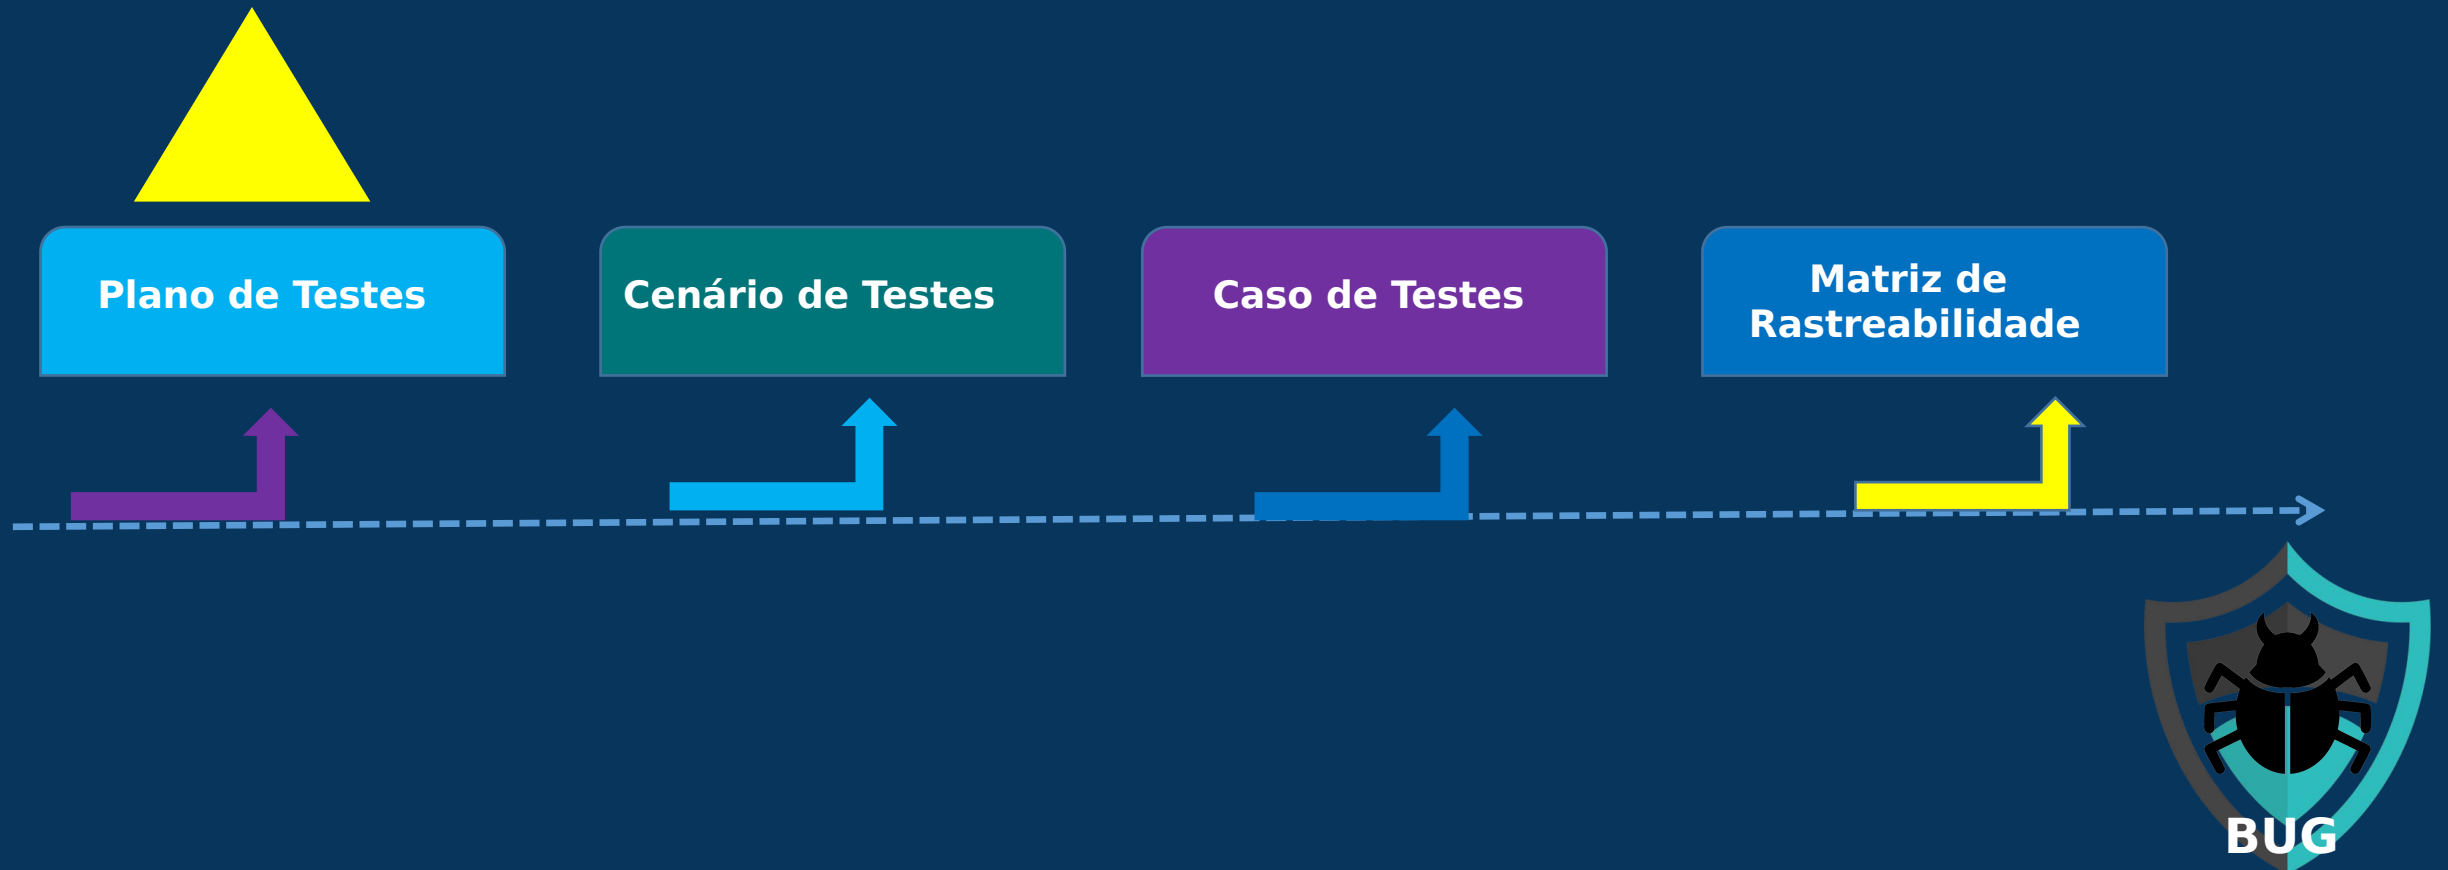 Plano de Testes
Cenário de Testes
Caso de Testes
Matriz de
Rastreabilidade
BUG